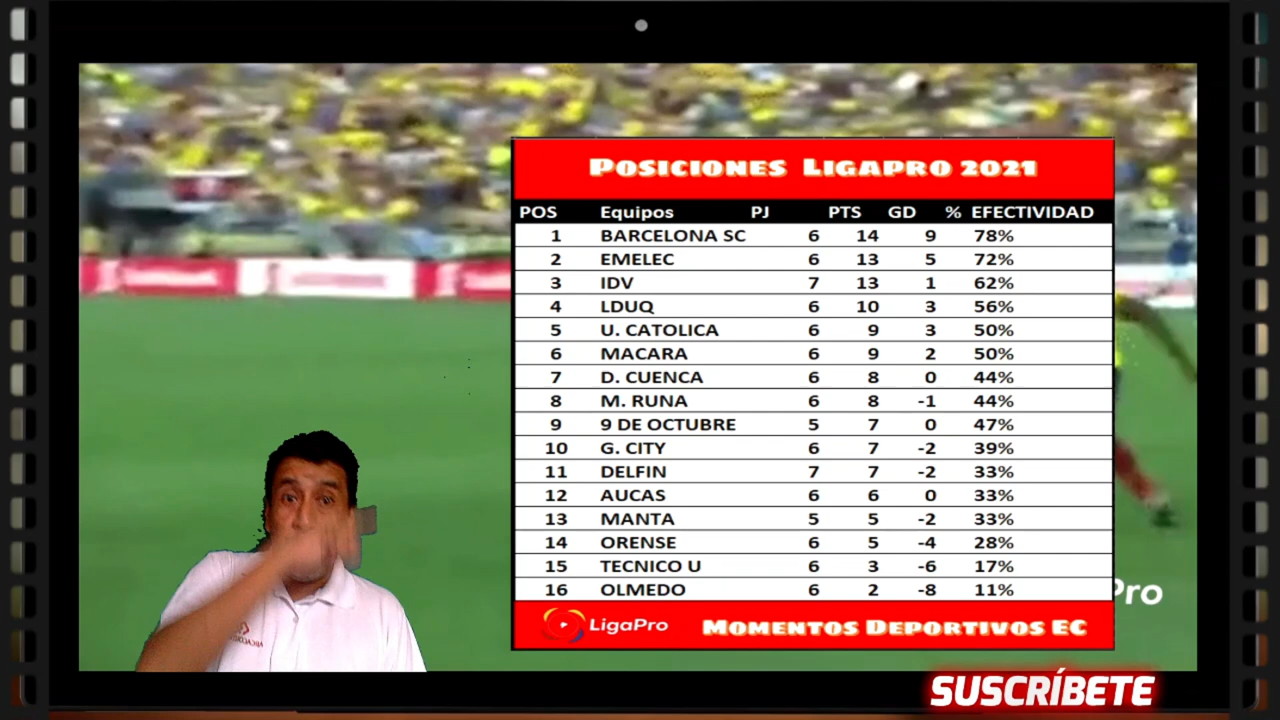 POSICIONES LIGAPRO 2021
POS Equipos PJ PTS GD % EFECTIVIDAD
1 BARCELONA SC 6 14 9 78%
2 EMELEC 6 13 5 72%
3 IDV 7 13 1 62%
4 LDUQ 6 10 3 56%
5 U. CATOLICA 6 9 3 50%
6 MACARA 6 9 2 50%
7 D. CUENCA 6 8 0 44%
8 M. RUNA 6 8 -1 44%
9 9 DE OCTUBRE 5 7 0 47%
10 G. CITY 6 7 -2 39%
11 DELFIN 7 7 -2 33%
12 AUCAS 6 6 0 33%
13 MANTA 5 5 -2 33%
14 ORENSE 6 5 -4 28%
15 TECNICO U 6 3 -6 17%
16 OLMEDO 6 2 -8 11%
LigaPro MOMENTOS DEPORTIVOS EC
Pro
SUSCRÍBETE